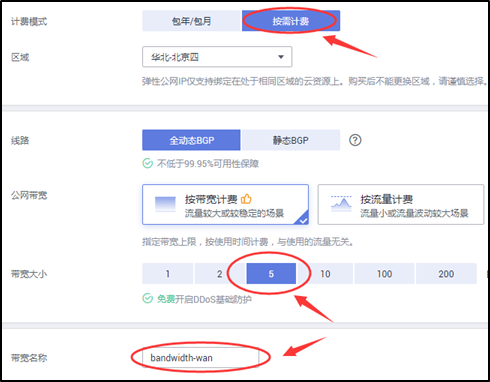 计费模式 包年/包月 按需计费
区域 华北-北京四
弹性公网IP仅支持绑定在处于相同区域的云资源上。购买后不能更换区域，请谨慎选择。
线路 全动态BGP 静态BGP
不低于99.95%可用性保障
公网带宽 按带宽计费 按流量计费
流量较大或较稳定的场景 流量小或流量波动较大场景
指定带宽上限，按使用时间计费，与使用的流量无关。
带宽大小 1 2 5 10 100 200
免费开启DDoS基础防护
带宽名称 bandwidth-wan